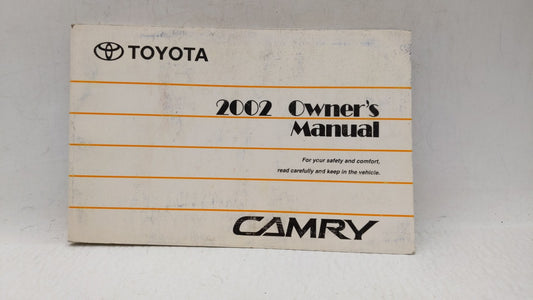 TOYOTA
2002 Owner's
Manual
For your safety and comfort,
read carefully and keep in the vehicle.
CAMRY